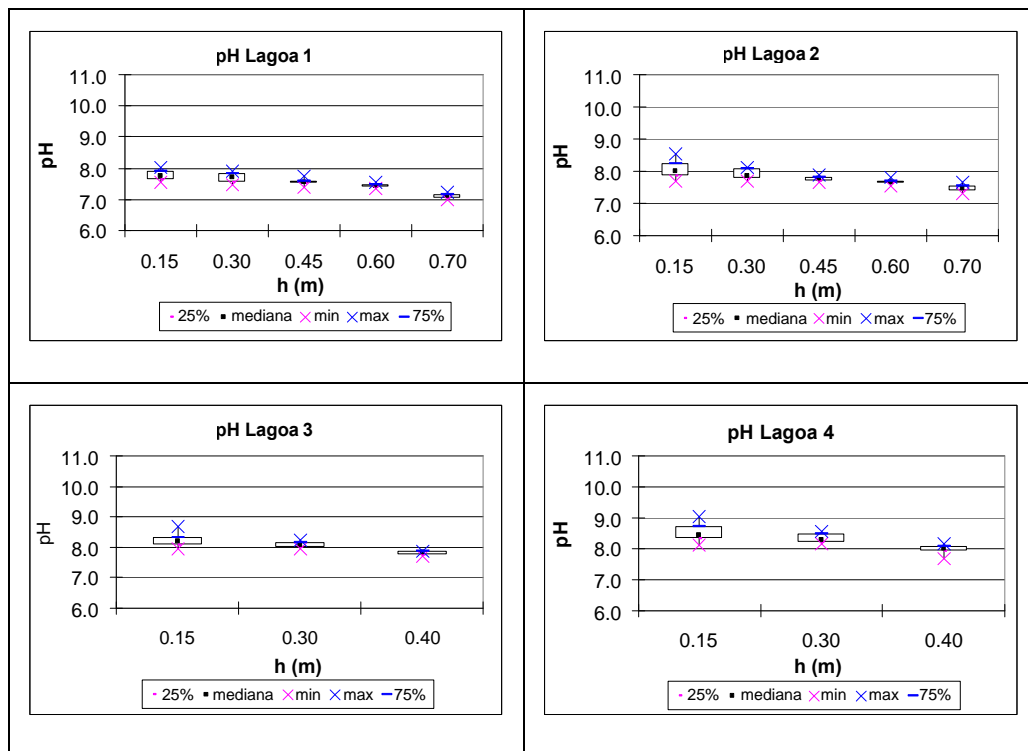 pH Lagoa 1
11.0
10.0
9.0
8.0
7.0
6.0
pH
0.15 0.30 0.45 0.60 0.70
h (m)
25% mediana min max 75%
pH Lagoa 2
11.0
10.0
9.0
8.0
7.0
6.0
pH
0.15 0.30 0.45 0.60 0.70
h (m)
25% mediana min max 75%
pH Lagoa 3
11.0
10.0
9.0
8.0
7.0
6.0
pH
0.15 0.30 0.40
h (m)
25% mediana min max 75%
pH Lagoa 4
11.0
10.0
9.0
8.0
7.0
6.0
pH
0.15 0.30 0.40
h (m)
25% mediana min max 75%